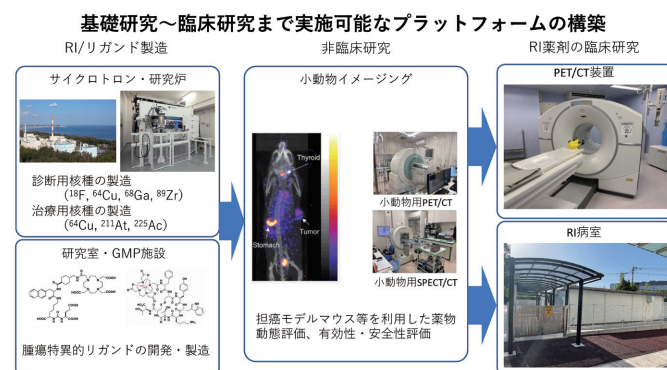 基礎研究～臨床研究まで実施可能なプラットフォームの構築
RI/リガンド製造
サイクロトロン・研究炉
診断用核種の製造
(¹⁸F, ⁶⁴Cu, ⁶⁸Ga, ⁸⁹Zr)
治療用核種の製造
(⁶⁴Cu, ²¹¹At, ²²⁵Ac)
研究室・GMP施設
腫瘍特異的リガンドの開発・製造
非臨床研究
小動物イメージング
Thyroid
Tumor
Stomach
小動物用PET/CT
小動物用SPECT/CT
担癌モデルマウス等を利用した薬物
動態評価、有効性・安全性評価
RI薬剤の臨床研究
PET/CT装置
RI病室